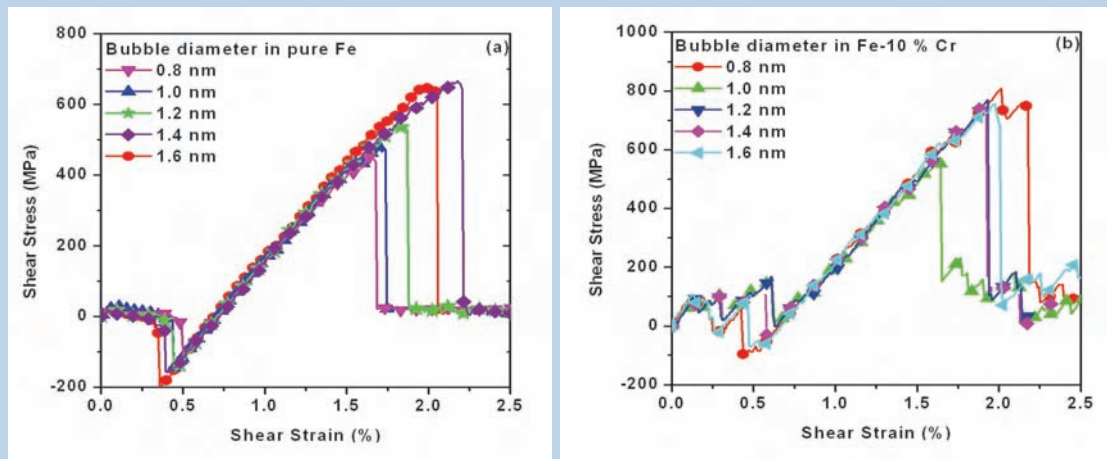 Bubble diameter in pure Fe
(a)
0.8 nm
1.0 nm
1.2 nm
1.4 nm
1.6 nm
800
600
400
200
0
-200
0.0 0.5 1.0 1.5 2.0 2.5
Shear Stress (MPa)
Shear Strain (%)
Bubble diameter in Fe-10 % Cr
(b)
0.8 nm
1.0 nm
1.2 nm
1.4 nm
1.6 nm
1000
800
600
400
200
0
-200
0.0 0.5 1.0 1.5 2.0 2.5
Shear Stress (MPa)
Shear Strain (%)